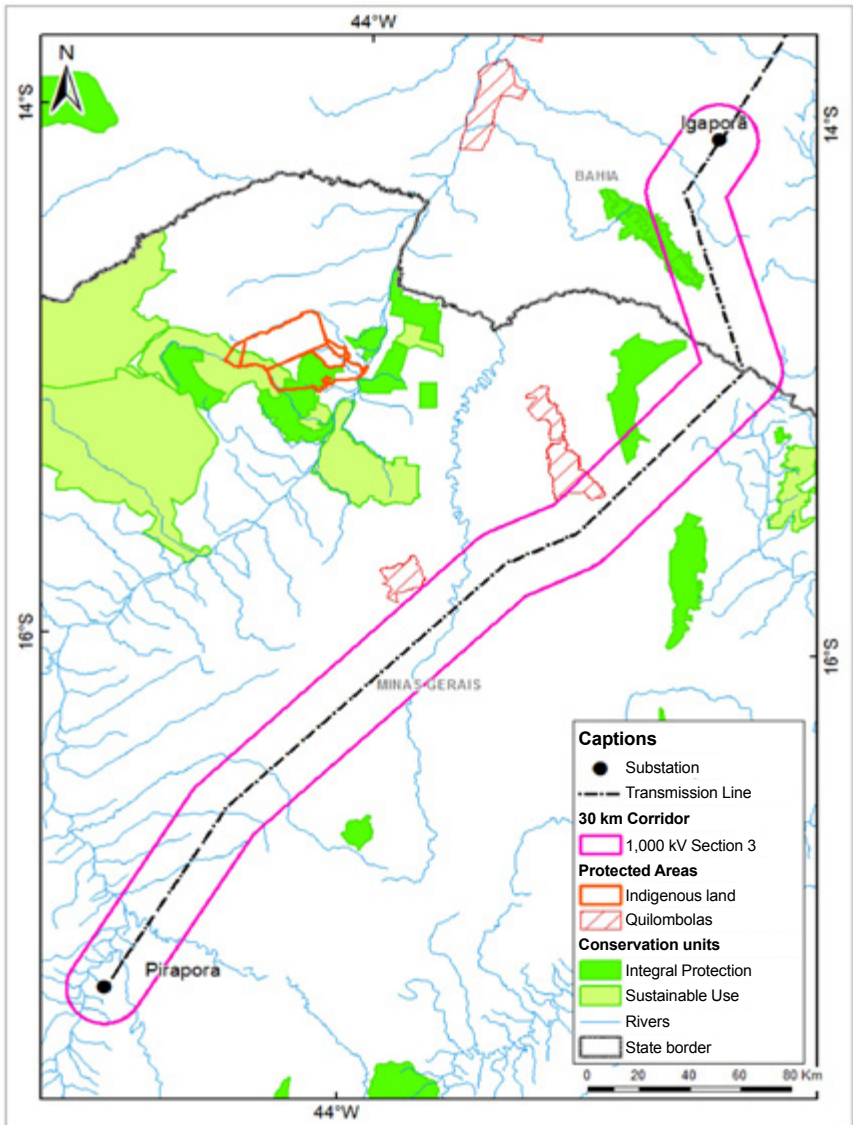 44°W
N
14°S
Igaporã
14°S
BAHIA
16°S
16°S
MINAS GERAIS
Pirapora
Captions
Substation
Transmission Line
30 km Corridor
1,000 kV Section 3
Protected Areas
Indigenous land
Quilombolas
Conservation units
Integral Protection
Sustainable Use
Rivers
State border
0 20 40 60 80 Km
44°W